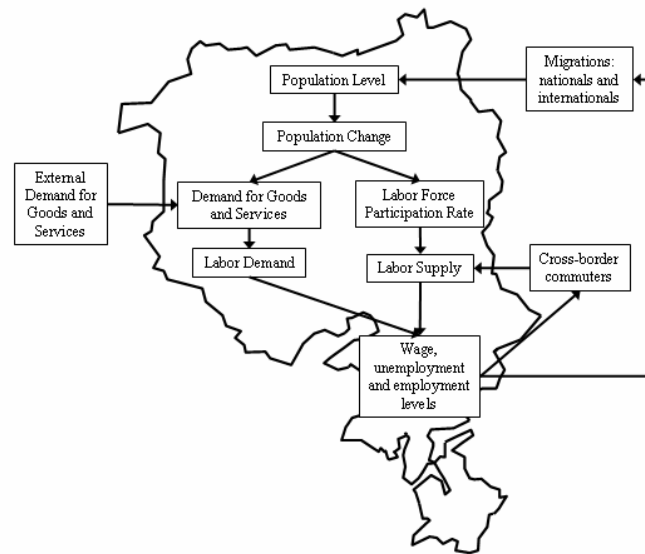 Migrations:
nationals and
internationals
Population Level
Population Change
External
Demand for
Goods and
Services
Demand for Goods
and Services
Labor Force
Participation Rate
Labor Demand
Labor Supply
Cross-border
commuters
Wage,
unemployment
and employment
levels